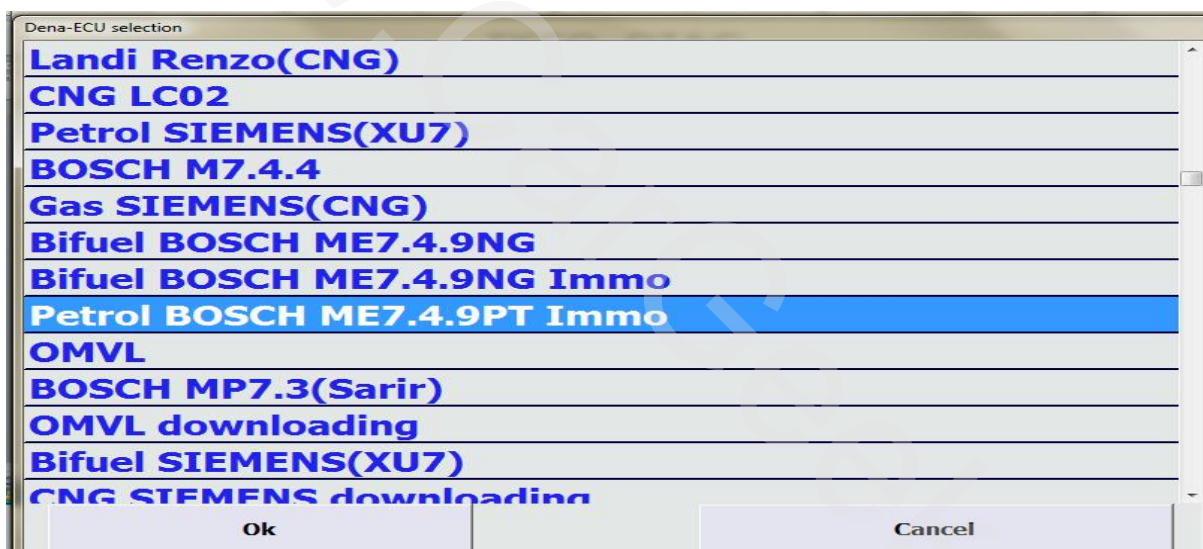 Dena-ECU selection
Landi Renzo(CNG)
CNG LC02
Petrol SIEMENS(XU7)
BOSCH M7.4.4
Gas SIEMENS(CNG)
Bifuel BOSCH ME7.4.9NG
Bifuel BOSCH ME7.4.9NG Immo
Petrol BOSCH ME7.4.9PT Immo
OMVL
BOSCH MP7.3(Sarir)
OMVL downloading
Bifuel SIEMENS(XU7)
CNG SIEMENS downloading
Ok Cancel